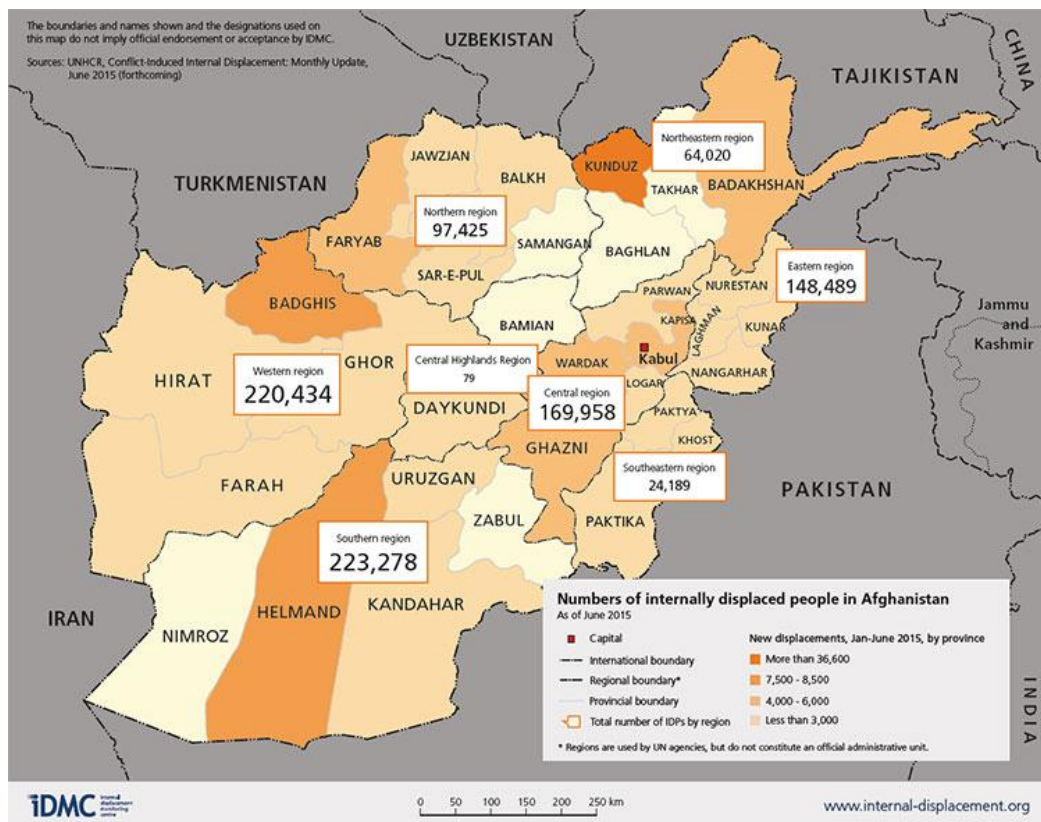 The boundaries and names shown and the designations used on
this map do not imply official endorsement or acceptance by IDMC.
Sources: UNHCR, Conflict-Induced Internal Displacement: Monthly Update,
June 2015 (forthcoming)
UZBEKISTAN
CHINA
TAJIKISTAN
TURKMENISTAN
JAWZJAN
BALKH
KUNDUZ
Northeastern region
64,020
TAKHAR
BADAKHSHAN
Northern region
97,425
FARYAB
SAMANGAN
BAGHLAN
SAR-E-PUL
Eastern region
148,489
NURESTAN
PARWAN
BADGHIS
KAPISA
LAGHMAN
KUNAR
Jammu
and
Kashmir
BAMIAN
Kabul
WARDAK
NANGARHAR
HIRAT
Western region
220,434
GHOR
Central Highlands Region
79
LOGAR
Central region
169,958
DAYKUNDI
PAKTYA
KHOST
GHAZNI
Southeastern region
24,189
FARAH
URUZGAN
PAKISTAN
ZABUL
PAKTIKA
Southern region
223,278
IRAN
NIMROZ
HELMAND
KANDAHAR
INDIA
Numbers of internally displaced people in Afghanistan
As of June 2015
Capital
International boundary
Regional boundary*
Provincial boundary
Total number of IDPs by region
New displacements, Jan-June 2015, by province
More than 36,600
7,500 - 8,500
4,000 - 6,000
Less than 3,000
* Regions are used by UN agencies, but do not constitute an official administrative unit.
iDMC
internal
displacement
monitoring
centre
0 50 100 150 200 250 km
www.internal-displacement.org